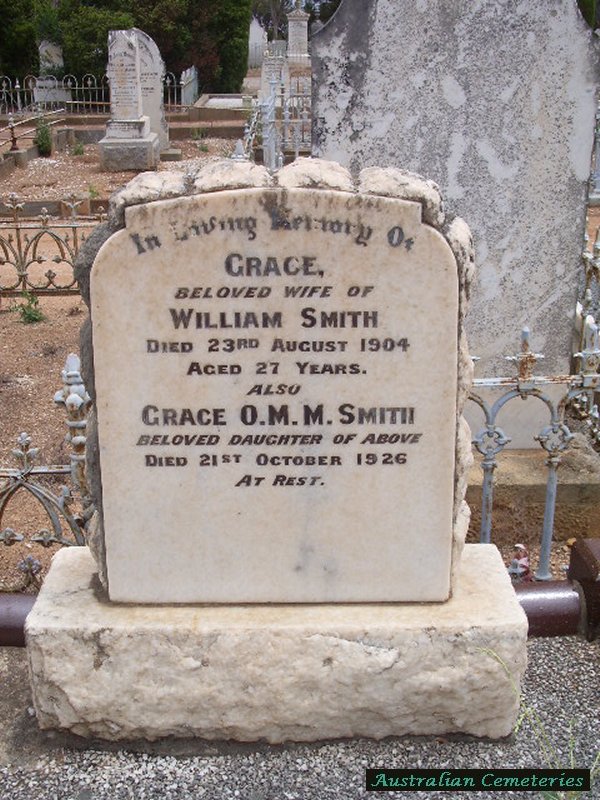 In Loving Memory Of
GRACE,
BELOVED WIFE OF
WILLIAM SMITH
DIED 23RD AUGUST 1904
AGED 27 YEARS.
ALSO
GRACE O.M.M. SMITH
BELOVED DAUGHTER OF ABOVE
DIED 21ST OCTOBER 1926
AT REST.
Australian Cemeteries